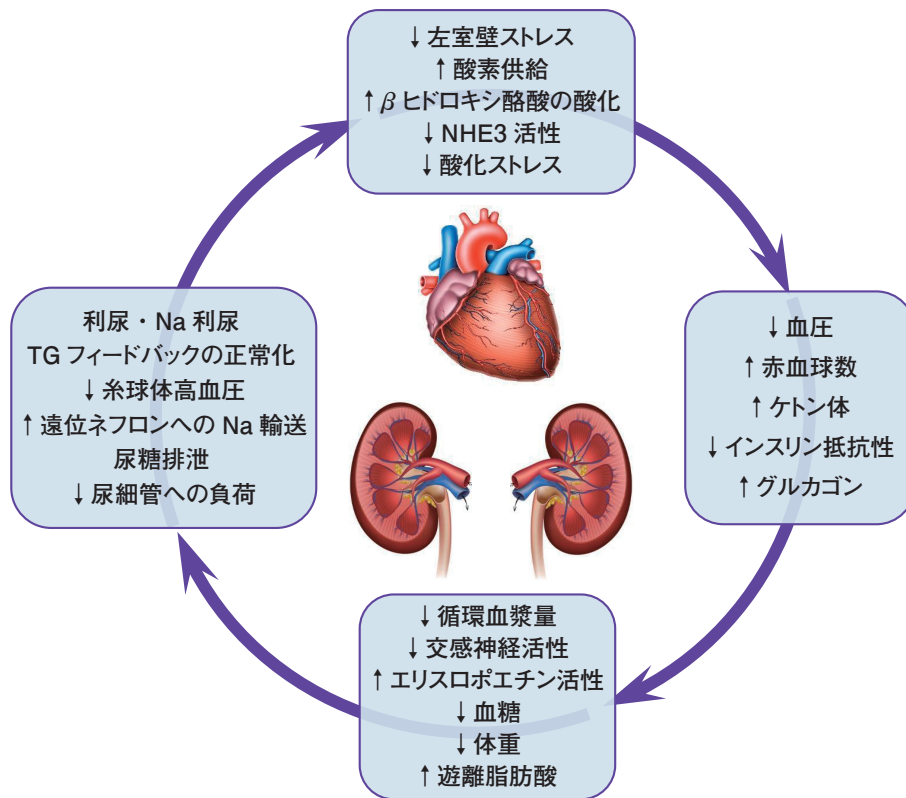 ↓左室壁ストレス
↑酸素供給
↑βヒドロキシ酪酸の酸化
↓NHE3 活性
↓酸化ストレス
利尿・Na 利尿
TG フィードバックの正常化
↓糸球体高血圧
↑遠位ネフロンへの Na 輸送
尿糖排泄
↓尿細管への負荷
↓血圧
↑赤血球数
↑ケトン体
↓インスリン抵抗性
↑グルカゴン
↓循環血漿量
↓交感神経活性
↑エリスロポエチン活性
↓血糖
↓体重
↑遊離脂肪酸